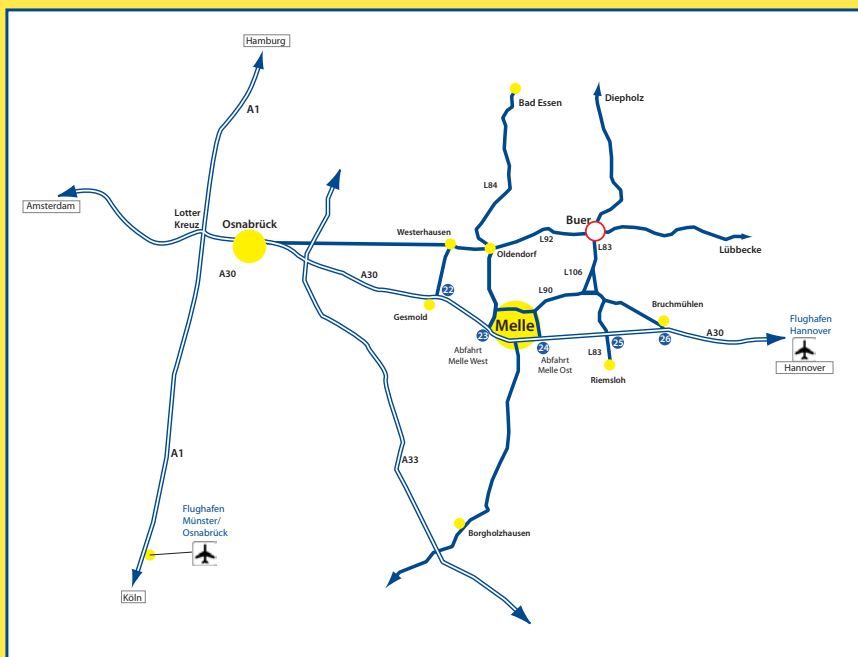 Hamburg
A1
Bad Essen
Diepholz
L84
Amsterdam
Lotter
Kreuz
Osnabrück
Buer
Westerhausen
L92
L83
Lübbecke
Oldendorf
A30
A30
L106
22
L90
Gesmold
Bruchmühlen
Melle
Flughafen
Hannover
23
24
25
26
A30
Abfahrt
Melle West
Abfahrt
Melle Ost
L83
Hannover
Riemsloh
A1
A33
Flughafen
Münster/
Osnabrück
Borgholzhausen
Köln